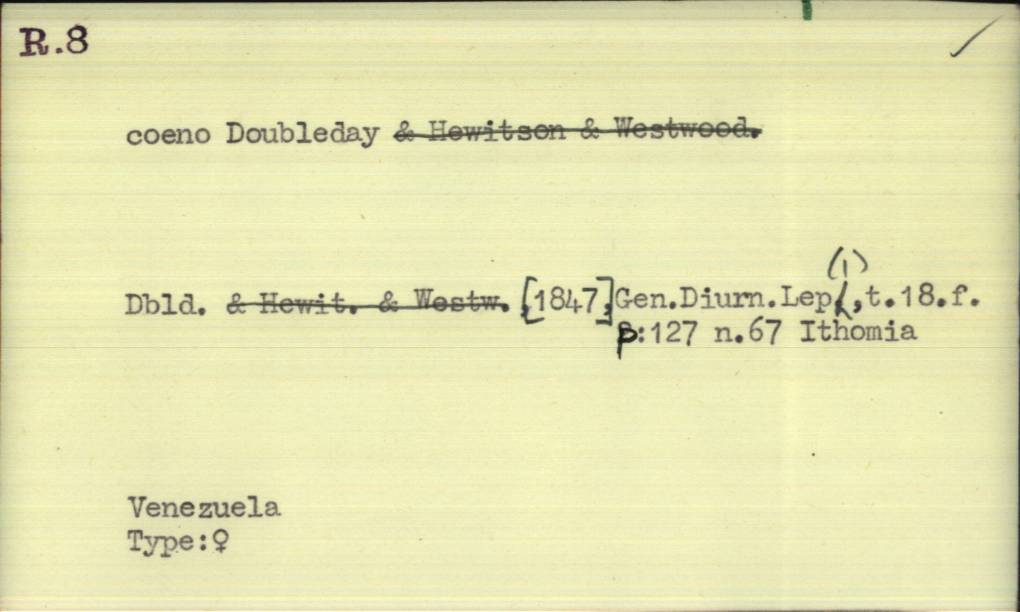 R.8
coeno Doubleday & Hewitson & Westwood.
Dbld. & Hewit. & Westw. [1847] Gen.Diurn.Lep. (1), t.18.f.
p:127 n.67 Ithomia
Venezuela
Type:♀